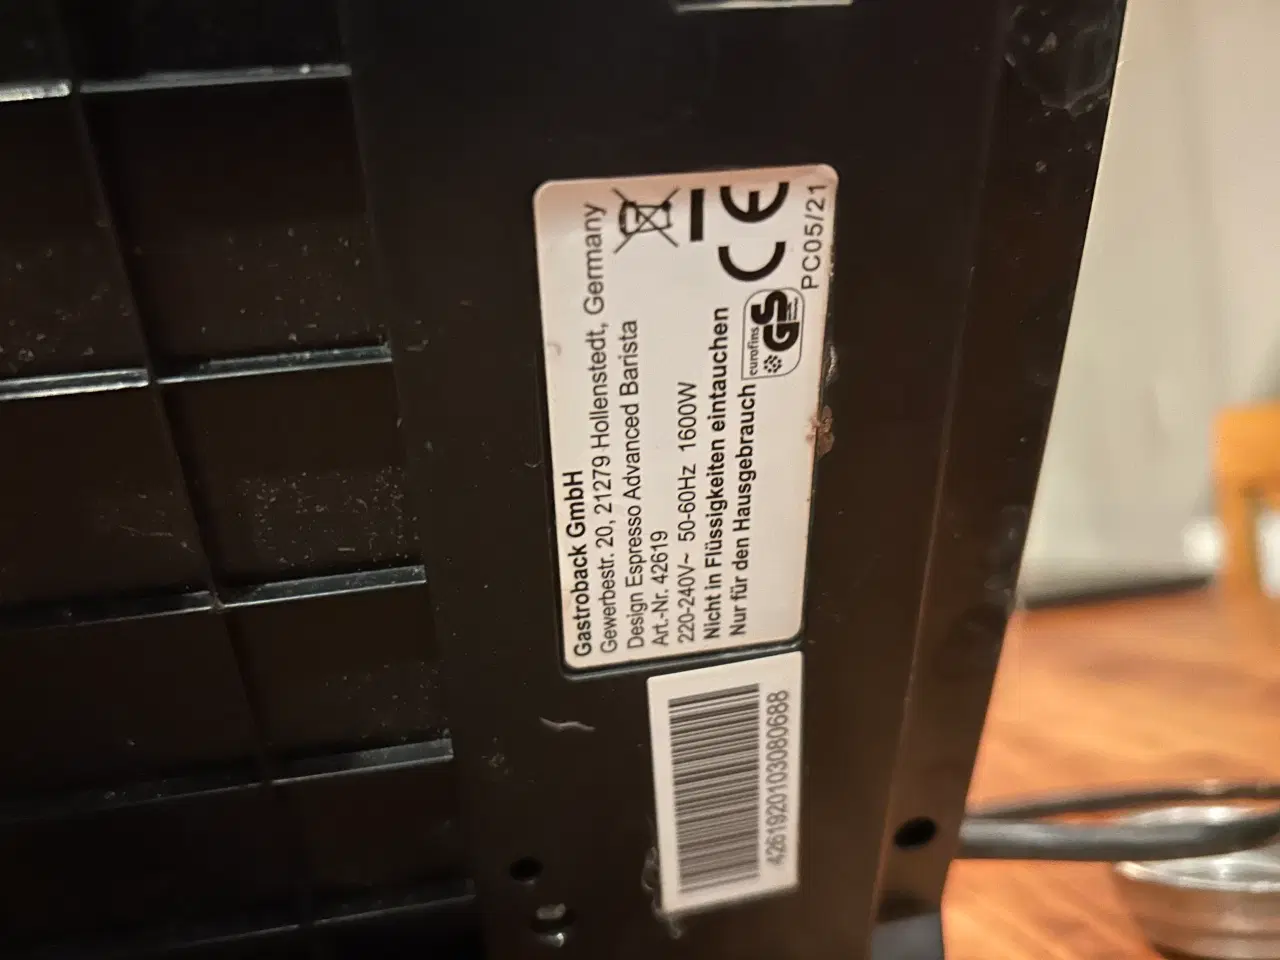 Gastroback GmbH
Gewerbestr. 20, 21279 Hollenstedt, Germany
Design Espresso Advanced Barista
Art.-Nr. 42619
220-240V~ 50-60Hz 1600W
Nicht in Flüssigkeiten eintauchen
Nur für den Hausgebrauch
eurofins
GS
CE
PC05/21
4261920103080688